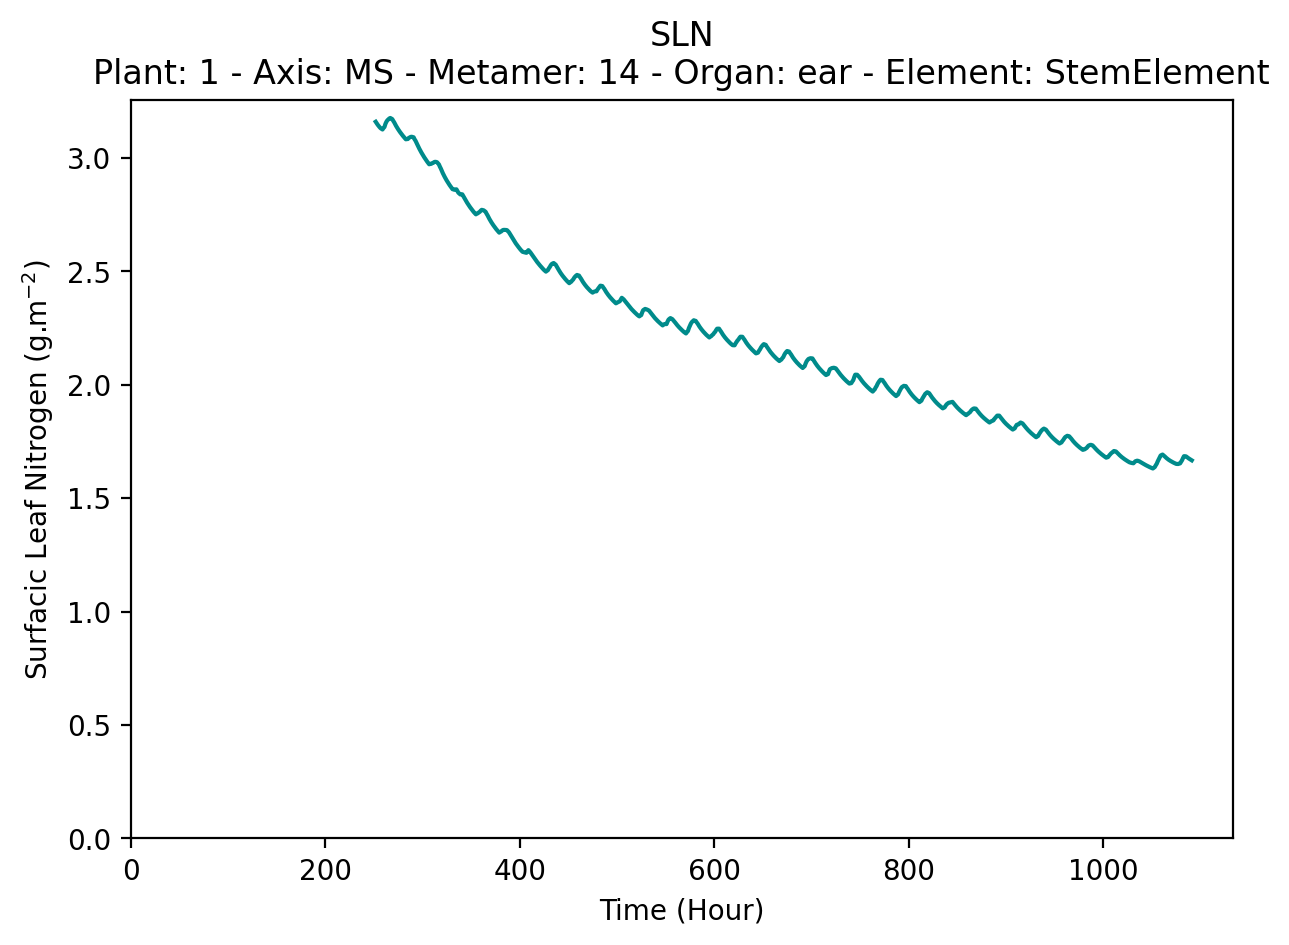 SLN
Plant: 1 - Axis: MS - Metamer: 14 - Organ: ear - Element: StemElement
Surfacic Leaf Nitrogen (g.m⁻²)
3.0
2.5
2.0
1.5
1.0
0.5
0.0
0 200 400 600 800 1000
Time (Hour)